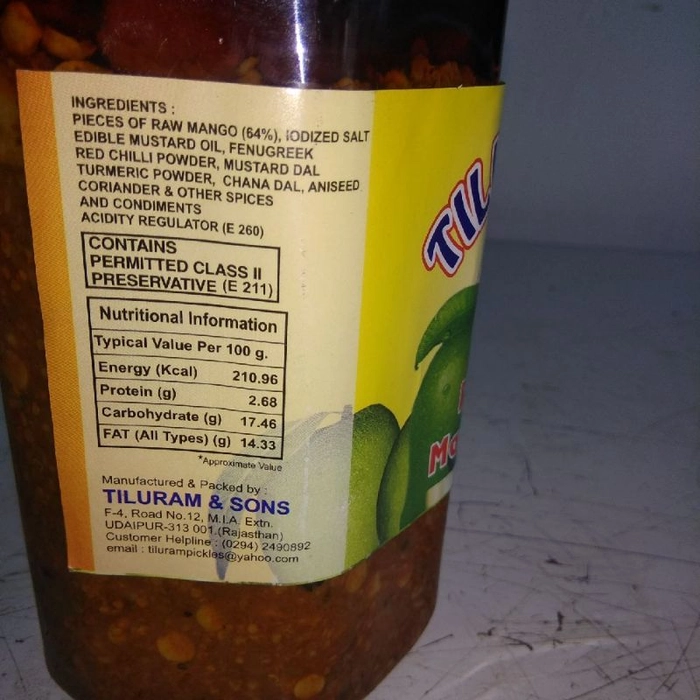 INGREDIENTS :
PIECES OF RAW MANGO (64%), IODIZED SALT
EDIBLE MUSTARD OIL, FENUGREEK
RED CHILLI POWDER, MUSTARD DAL
TURMERIC POWDER, CHANA DAL, ANISEED
CORIANDER & OTHER SPICES
AND CONDIMENTS
ACIDITY REGULATOR (E 260)
CONTAINS
PERMITTED CLASS II
PRESERVATIVE (E 211)
Nutritional Information
Typical Value Per 100 g.
Energy (Kcal) 210.96
Protein (g) 2.68
Carbohydrate (g) 17.46
FAT (All Types) (g) 14.33
*Approximate Value
Manufactured & Packed by :
TILURAM & SONS
F-4, Road No.12, M.I.A. Extn.
UDAIPUR-313 001.(Rajasthan)
Customer Helpline : (0294) 2490892
email : tilurampickles@yahoo.com
TIL